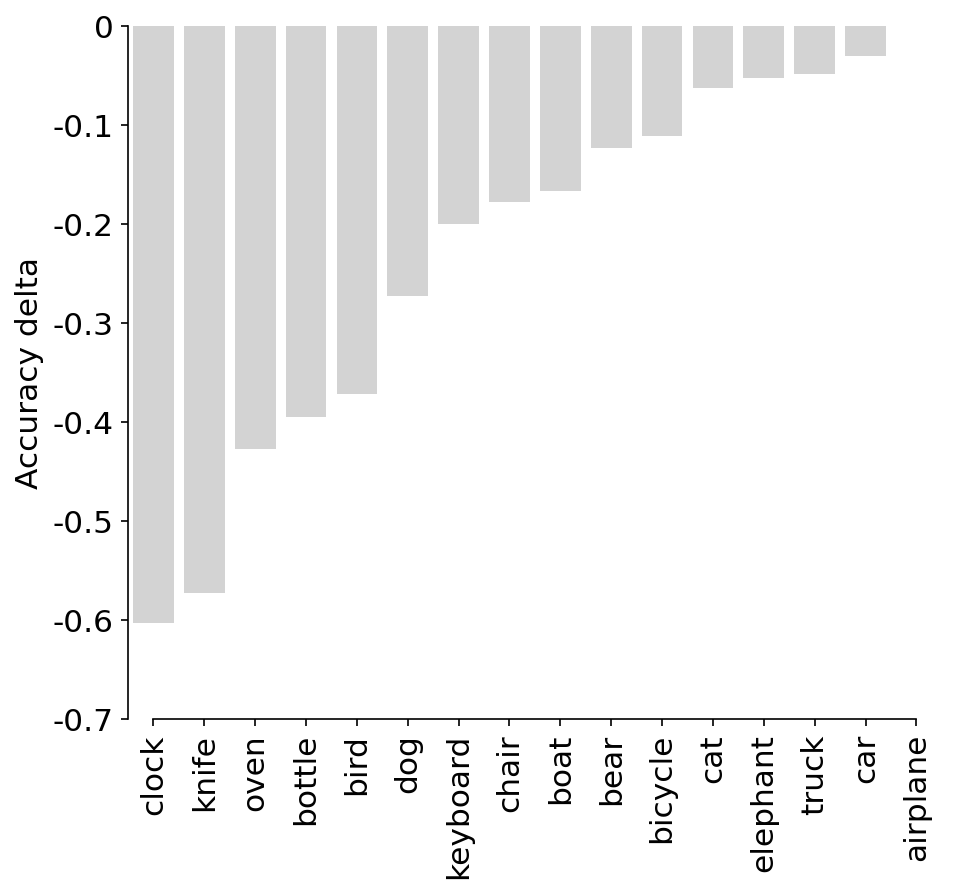 0
-0.1
-0.2
-0.3
-0.4
-0.5
-0.6
-0.7
Accuracy delta
clock
knife
oven
bottle
bird
dog
keyboard
chair
boat
bear
bicycle
cat
elephant
truck
car
airplane